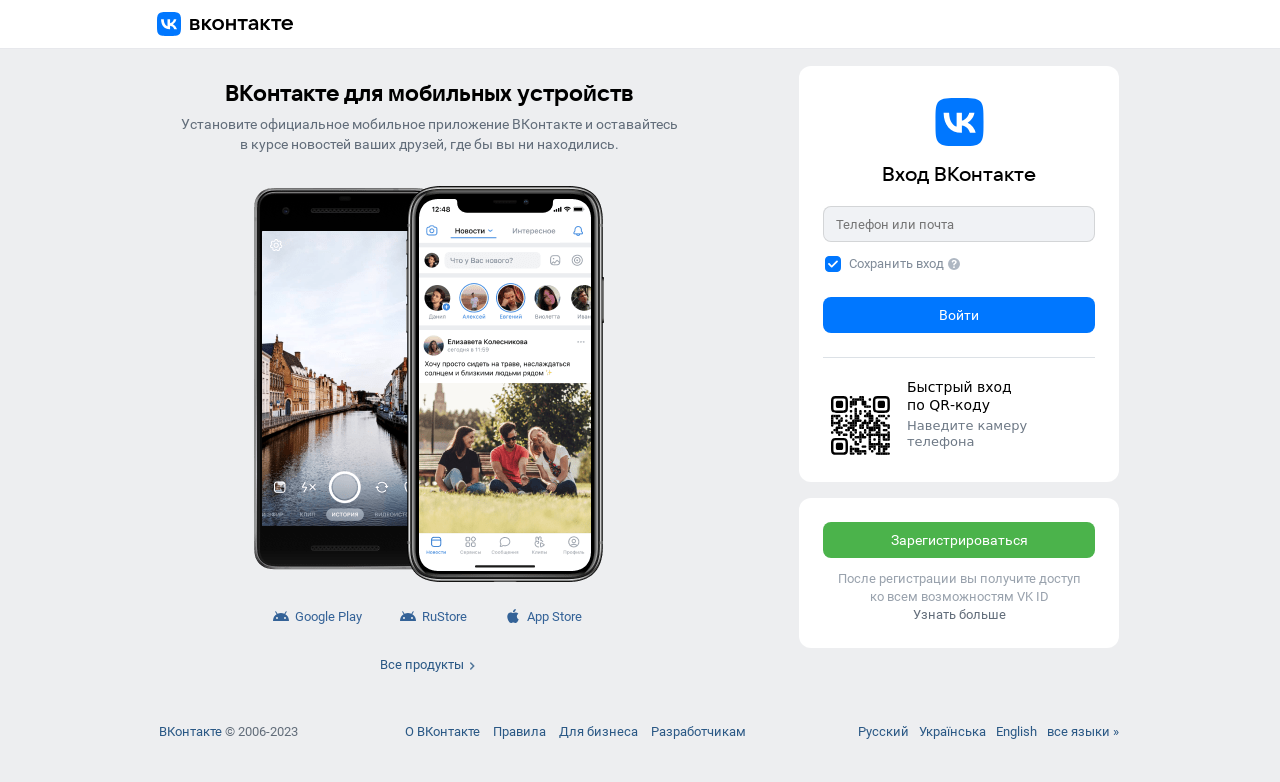 вконтакте
ВКонтакте для мобильных устройств
Установите официальное мобильное приложение ВКонтакте и оставайтесь
в курсе новостей ваших друзей, где бы вы ни находились.
12:48
Новости
Интересное
Что у Вас нового?
Данил
Алексей
Евгений
Виолетта
Иван
Елизавета Колесникова
сегодня в 11:59
Хочу просто сидеть на траве, наслаждаться
солнцем и близкими людьми рядом ✨
КЛИП
ИСТОРИЯ
Новости
Сервисы
Сообщения
Клипы
Профиль
Google Play
RuStore
App Store
Все продукты
Вход ВКонтакте
Телефон или почта
Сохранить вход ?
Войти
Быстрый вход
по QR-коду
Наведите камеру
телефона
Зарегистрироваться
После регистрации вы получите доступ
ко всем возможностям VK ID
Узнать больше
ВКонтакте © 2006-2023
О ВКонтакте
Правила
Для бизнеса
Разработчикам
Русский
Українська
English
все языки »